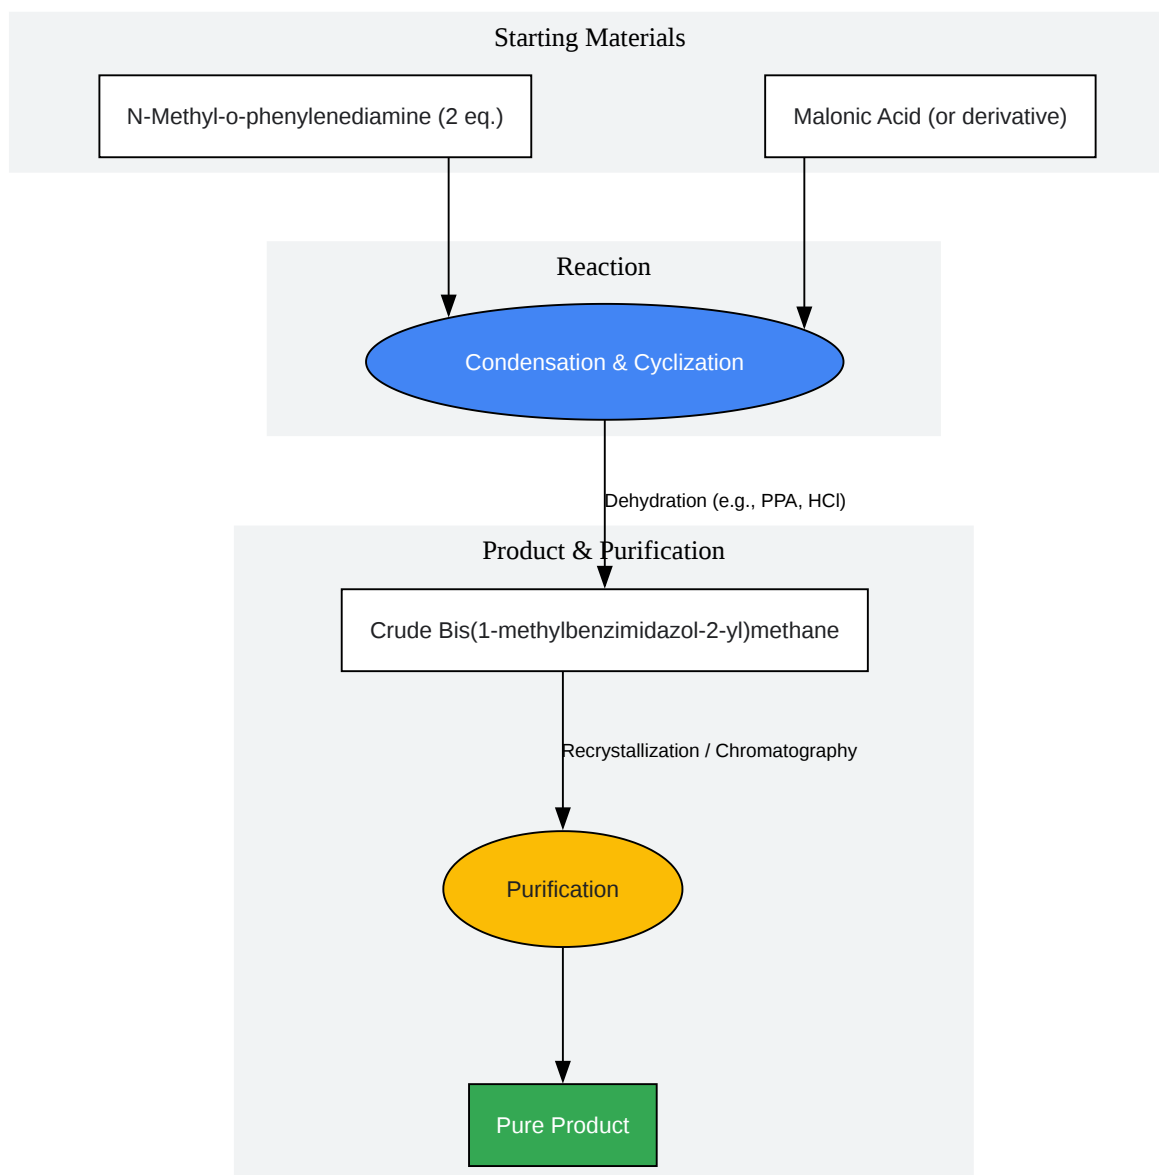 Starting Materials
N-Methyl-o-phenylenediamine (2 eq.)
Malonic Acid (or derivative)
Reaction
Condensation & Cyclization
Dehydration (e.g., PPA, HCl)
Product & Purification
Crude Bis(1-methylbenzimidazol-2-yl)methane
Recrystallization / Chromatography
Purification
Pure Product